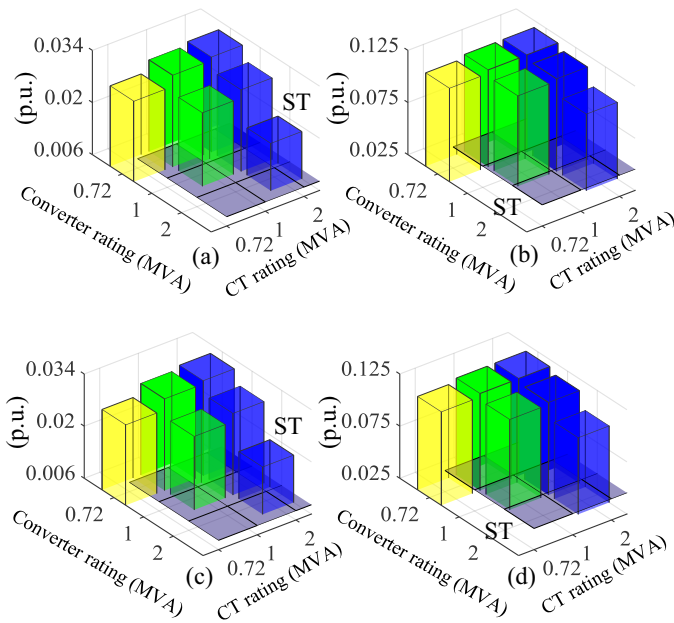 0.034
0.02
0.006
(p.u.)
ST
0.72
1
2
Converter rating (MVA)
0.72
1
2
CT rating (MVA)
(a)
0.125
0.075
0.025
(p.u.)
ST
0.72
1
2
Converter rating (MVA)
0.72
1
2
CT rating (MVA)
(b)
0.034
0.02
0.006
(p.u.)
ST
0.72
1
2
Converter rating (MVA)
0.72
1
2
CT rating (MVA)
(c)
0.125
0.075
0.025
(p.u.)
ST
0.72
1
2
Converter rating (MVA)
0.72
1
2
CT rating (MVA)
(d)